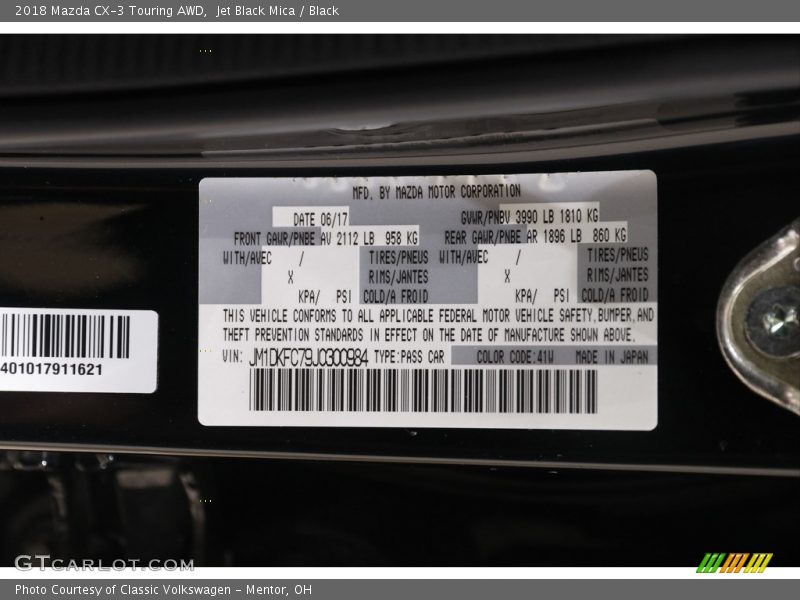 2018 Mazda CX-3 Touring AWD, Jet Black Mica / Black
MFD. BY MAZDA MOTOR CORPORATION
DATE 06/17 GVWR/PNBV 3990 LB 1810 KG
FRONT GAWR/PNBE AV 2112 LB 958 KG REAR GAWR/PNBE AR 1896 LB 860 KG
WITH/AVEC / TIRES/PNEUS WITH/AVEC / TIRES/PNEUS
X RIMS/JANTES X RIMS/JANTES
KPA/ PSI COLD/A FROID KPA/ PSI COLD/A FROID
THIS VEHICLE CONFORMS TO ALL APPLICABLE FEDERAL MOTOR VEHICLE SAFETY, BUMPER, AND
THEFT PREVENTION STANDARDS IN EFFECT ON THE DATE OF MANUFACTURE SHOWN ABOVE.
VIN: JM1DKFC79J0300984 TYPE:PASS CAR COLOR CODE:41W MADE IN JAPAN
401017911621
GTCARLOT.COM
Photo Courtesy of Classic Volkswagen - Mentor, OH